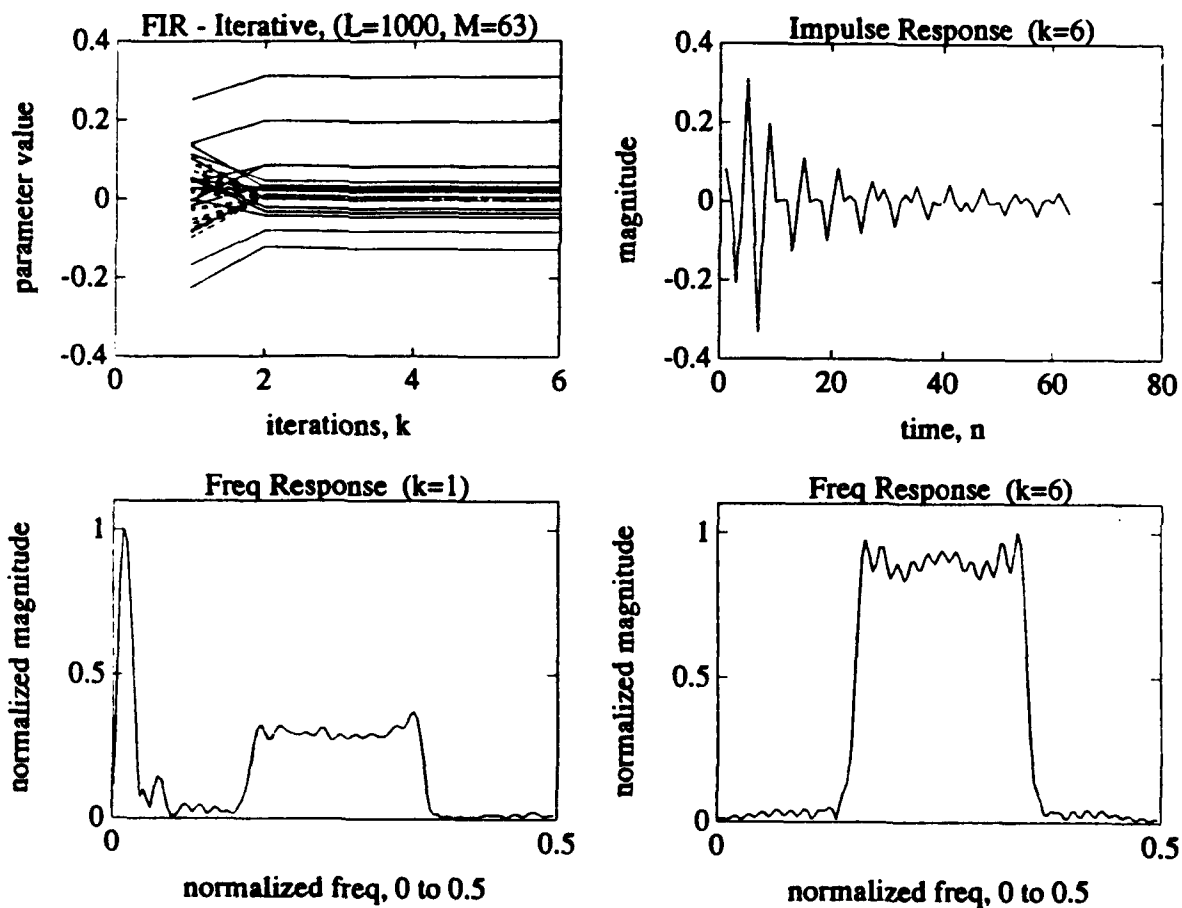 FIR - Iterative, (L=1000, M=63)
0.4
0.2
0
-0.2
-0.4
parameter value
0 2 4 6
iterations, k
Impulse Response (k=6)
0.4
0.2
0
-0.2
-0.4
magnitude
0 20 40 60 80
time, n
Freq Response (k=1)
1
0.5
0
normalized magnitude
0 0.5
normalized freq, 0 to 0.5
Freq Response (k=6)
1
0.5
0
normalized magnitude
0 0.5
normalized freq, 0 to 0.5